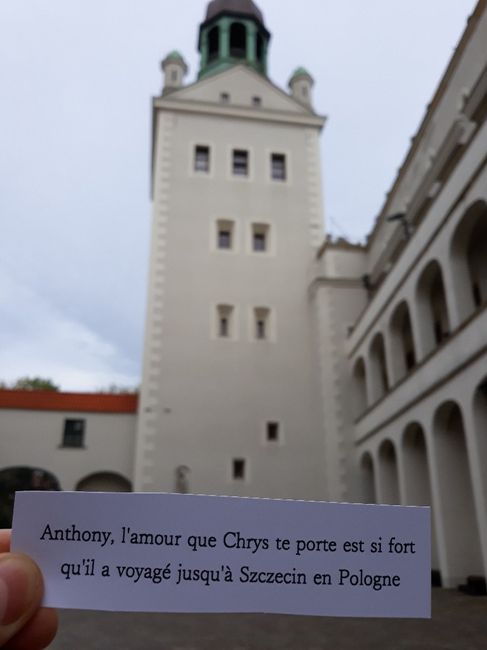 Anthony, l'amour que Chrys te porte est si fort
qu'il a voyagé jusqu'à Szczecin en Pologne